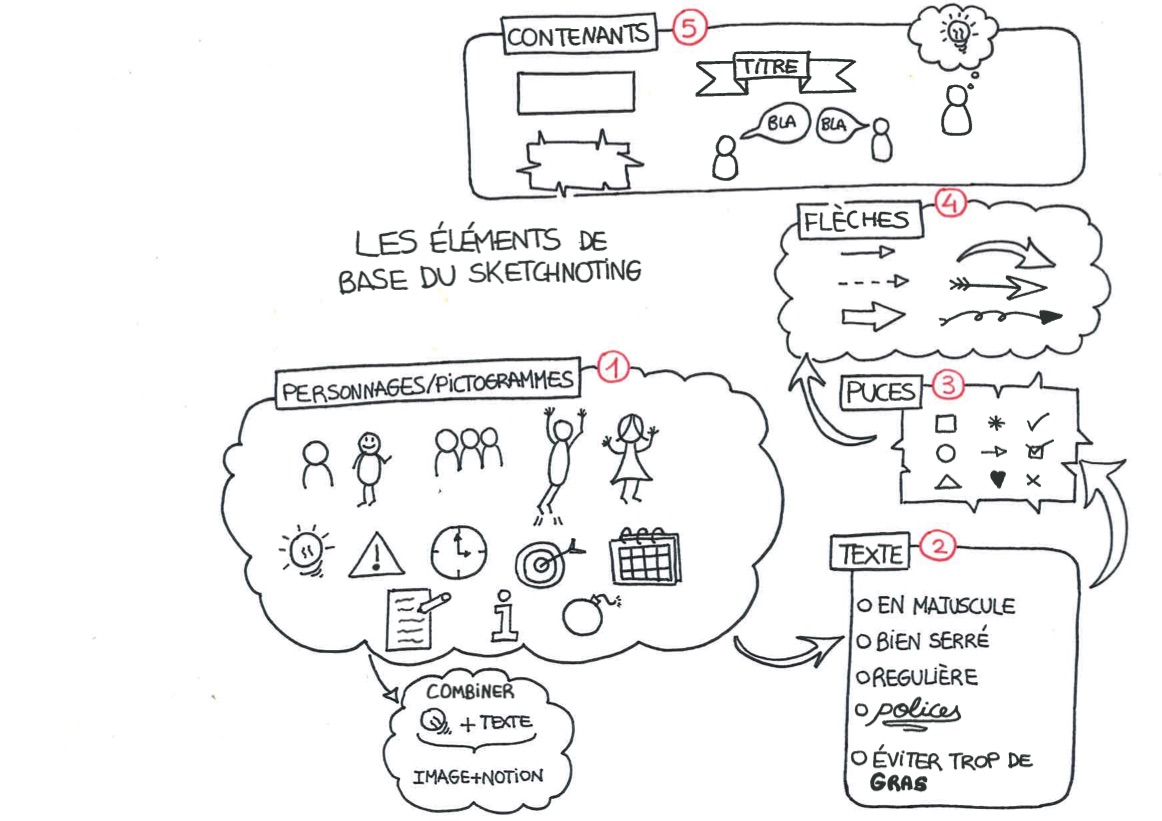 CONTENANTS 5
TITRE
BLA BLA
FLÈCHES 4
LES ÉLÉMENTS DE
BASE DU SKETCHNOTING
PERSONNAGES/PICTOGRAMMES 1
!
i
PUCES 3
TEXTE 2
EN MAJUSCULE
BIEN SERRÉ
REGULIÈRE
polices
ÉVITER TROP DE
GRAS
COMBINER
+ TEXTE
IMAGE+NOTION